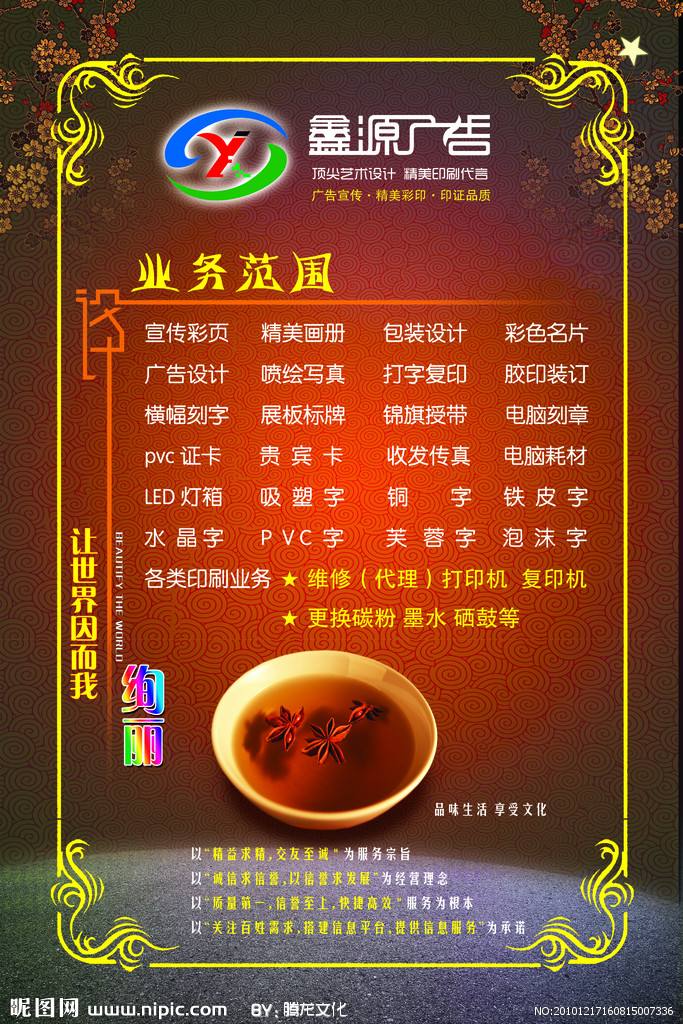 鑫源广告
顶尖艺术设计 精美印刷代言
广告宣传·精美彩印·印证品质
业务范围
设计
宣传彩页 精美画册 包装设计 彩色名片
广告设计 喷绘写真 打字复印 胶印装订
横幅刻字 展板标牌 锦旗授带 电脑刻章
pvc 证卡 贵宾卡 收发传真 电脑耗材
LED 灯箱 吸塑字 铜字 铁皮字
水晶字 PVC字 芙蓉字 泡沫字
各类印刷业务 ★ 维修（代理）打印机 复印机
★ 更换碳粉 墨水 硒鼓等
让世界因而我
BEAUTIFY THE WORLD
绚丽
品味生活 享受文化
以"精益求精,交友至诚"为服务宗旨
以"诚信求信誉,以信誉求发展"为经营理念
以"质量第一,信誉至上,快捷高效"服务为根本
以"关注百姓需求,搭建信息平台,提供信息服务"为承诺
昵图网 www.nipic.com BY: 腾龙文化 NO:20101217160815007336